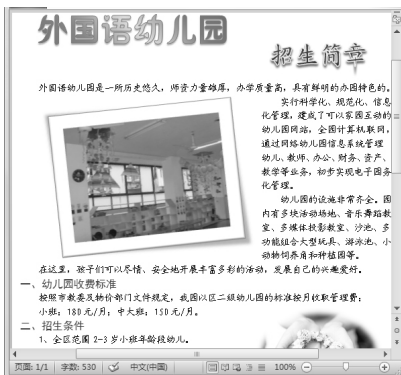 外国语幼儿园
招生简章
外国语幼儿园是一所历史悠久，师资力量雄厚，办学质量高，具有鲜明的办园特色的。
实行科学化、规范化、信息
化管理，建成了可以家园互动的
幼儿园网站，全园计算机联网，
通过网络幼儿园信息系统管理
幼儿、教师、办公、财务、资产、
教学等业务，初步实现电子园务
化管理。
幼儿园的设施非常齐全。园
内有多块活动场地、音乐舞蹈教
室、多媒体投影教室、沙池、多
功能组合大型玩具、游泳池、小
动物饲养角和种植园等。
在这里，孩子们可以尽情、安全地开展丰富多彩的活动，发展自己的兴趣爱好。
一、幼儿园收费标准
按照市教委及物价部门文件规定，我园以区二级幼儿园的标准按月收取管理费：
小班：180元/月；中大班：150元/月。
二、招生条件
1、全区范围2-3岁小班年龄段幼儿。
页面: 1/1 字数: 530 中文(中国) 100%